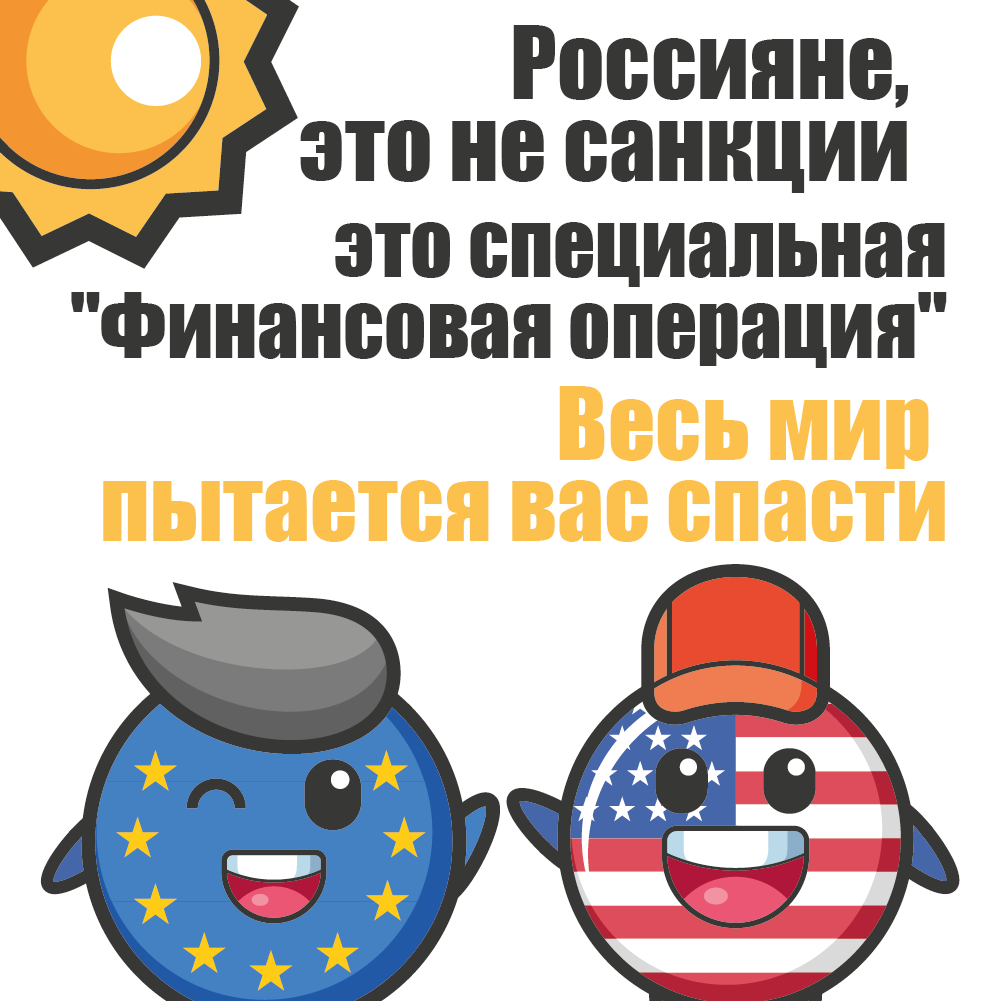 Россияне,
это не санкции
это специальная
"Финансовая операция"
Весь мир
пытается вас спасти